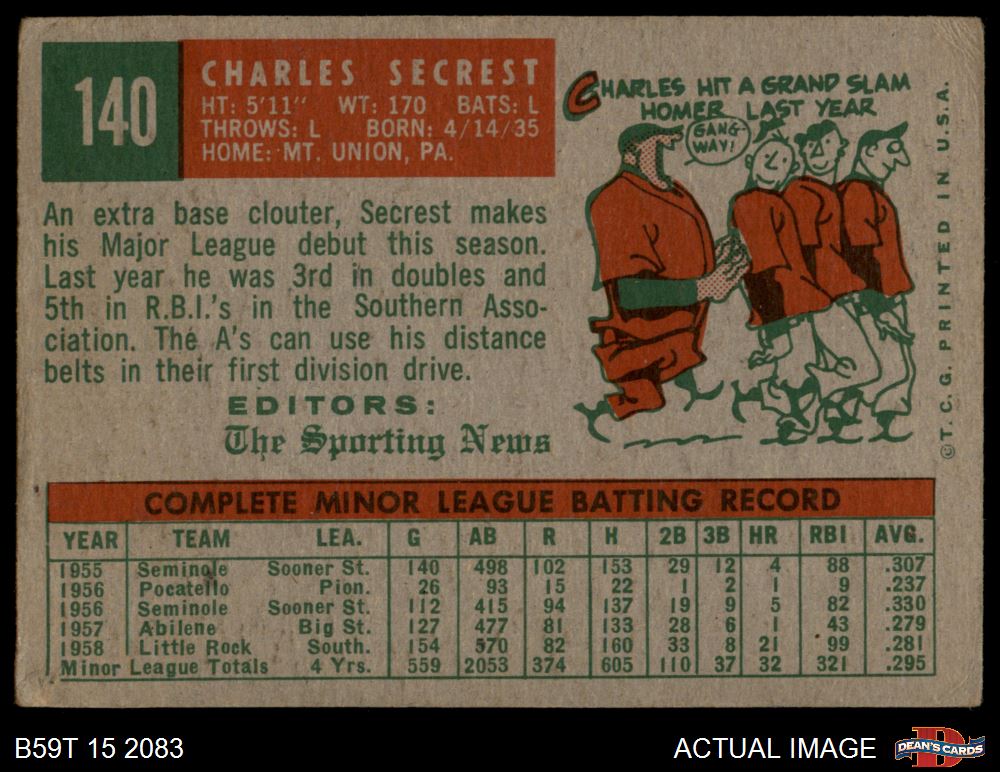 140
CHARLES SECREST
HT: 5'11" WT: 170 BATS: L
THROWS: L BORN: 4/14/35
HOME: MT. UNION, PA.
An extra base clouter, Secrest makes
his Major League debut this season.
Last year he was 3rd in doubles and
5th in R.B.I.'s in the Southern Asso-
ciation. The A's can use his distance
belts in their first division drive.
EDITORS:
The Sporting News
CHARLES HIT A GRAND SLAM
HOMER LAST YEAR
GANG
WAY!
©T. C. G. PRINTED IN U. S. A.
COMPLETE MINOR LEAGUE BATTING RECORD
YEAR TEAM LEA. G AB R H 2B 3B HR RBI AVG.
1955 Seminole Sooner St. 140 498 102 153 29 12 4 88 .307
1956 Pocatello Pion. 26 93 15 22 1 2 1 9 .237
1956 Seminole Sooner St. 112 415 94 137 19 9 5 82 .330
1957 Abilene Big St. 127 477 81 133 28 6 1 43 .279
1958 Little Rock South. 154 570 82 160 33 8 21 99 .281
Minor League Totals 4 Yrs. 559 2053 374 605 110 37 32 321 .295
B59T 15 2083
ACTUAL IMAGE
DEAN'S CARDS